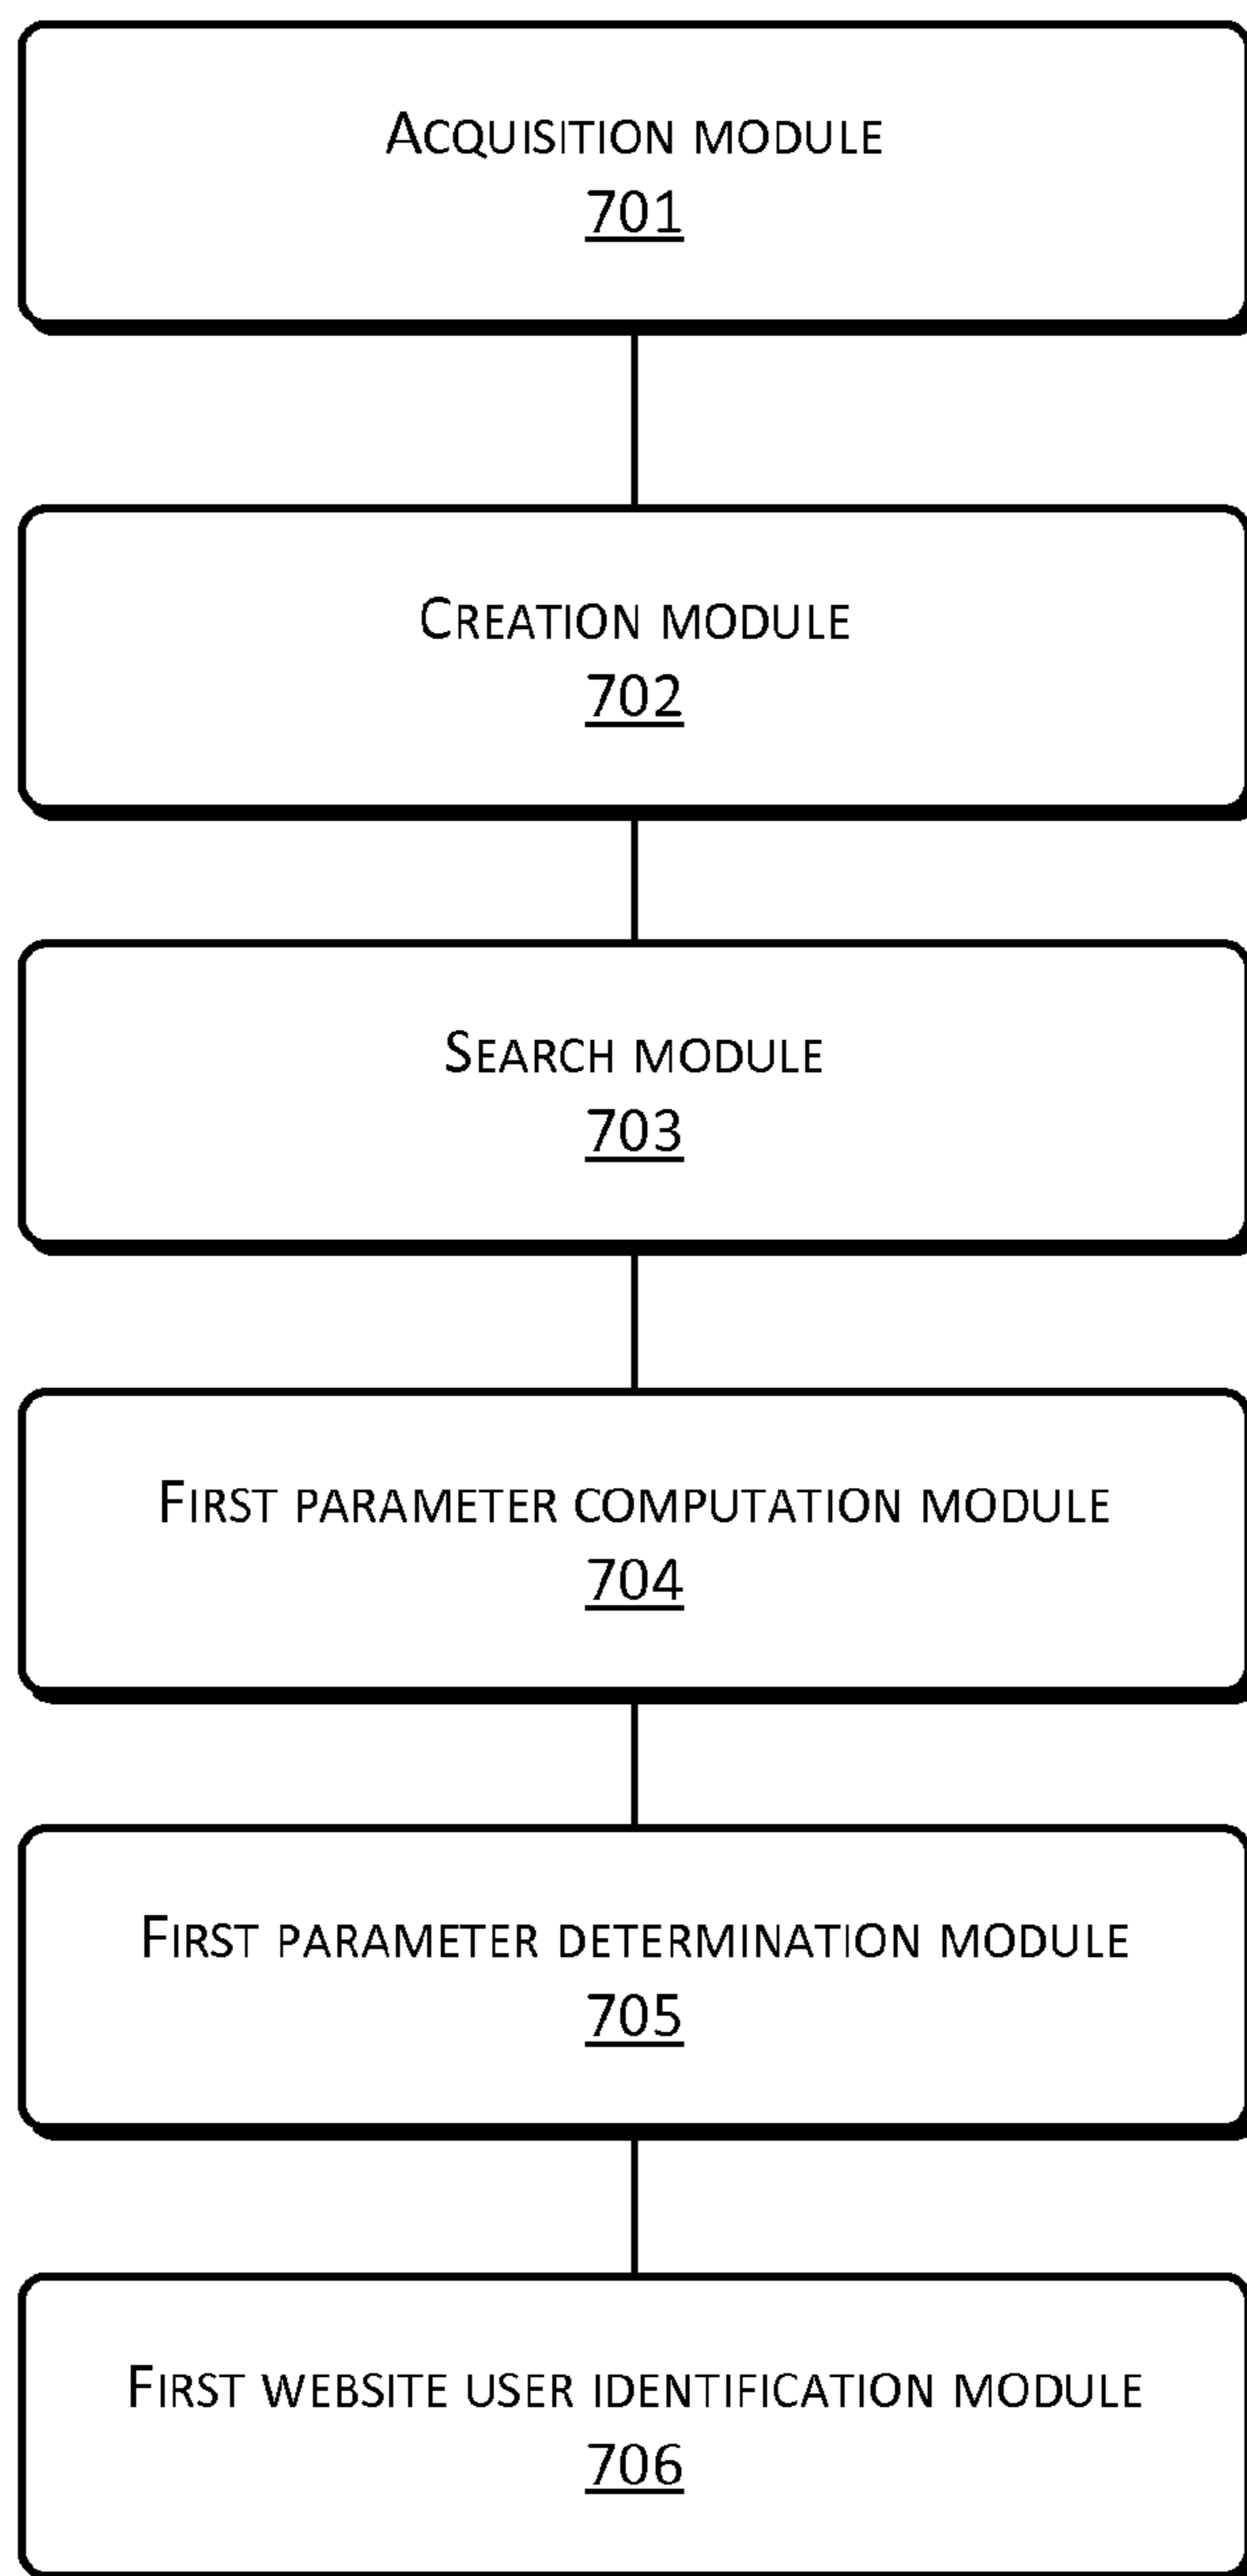 Acquisition module
701
Creation module
702
Search module
703
First parameter computation module
704
First parameter determination module
705
First website user identification module
706